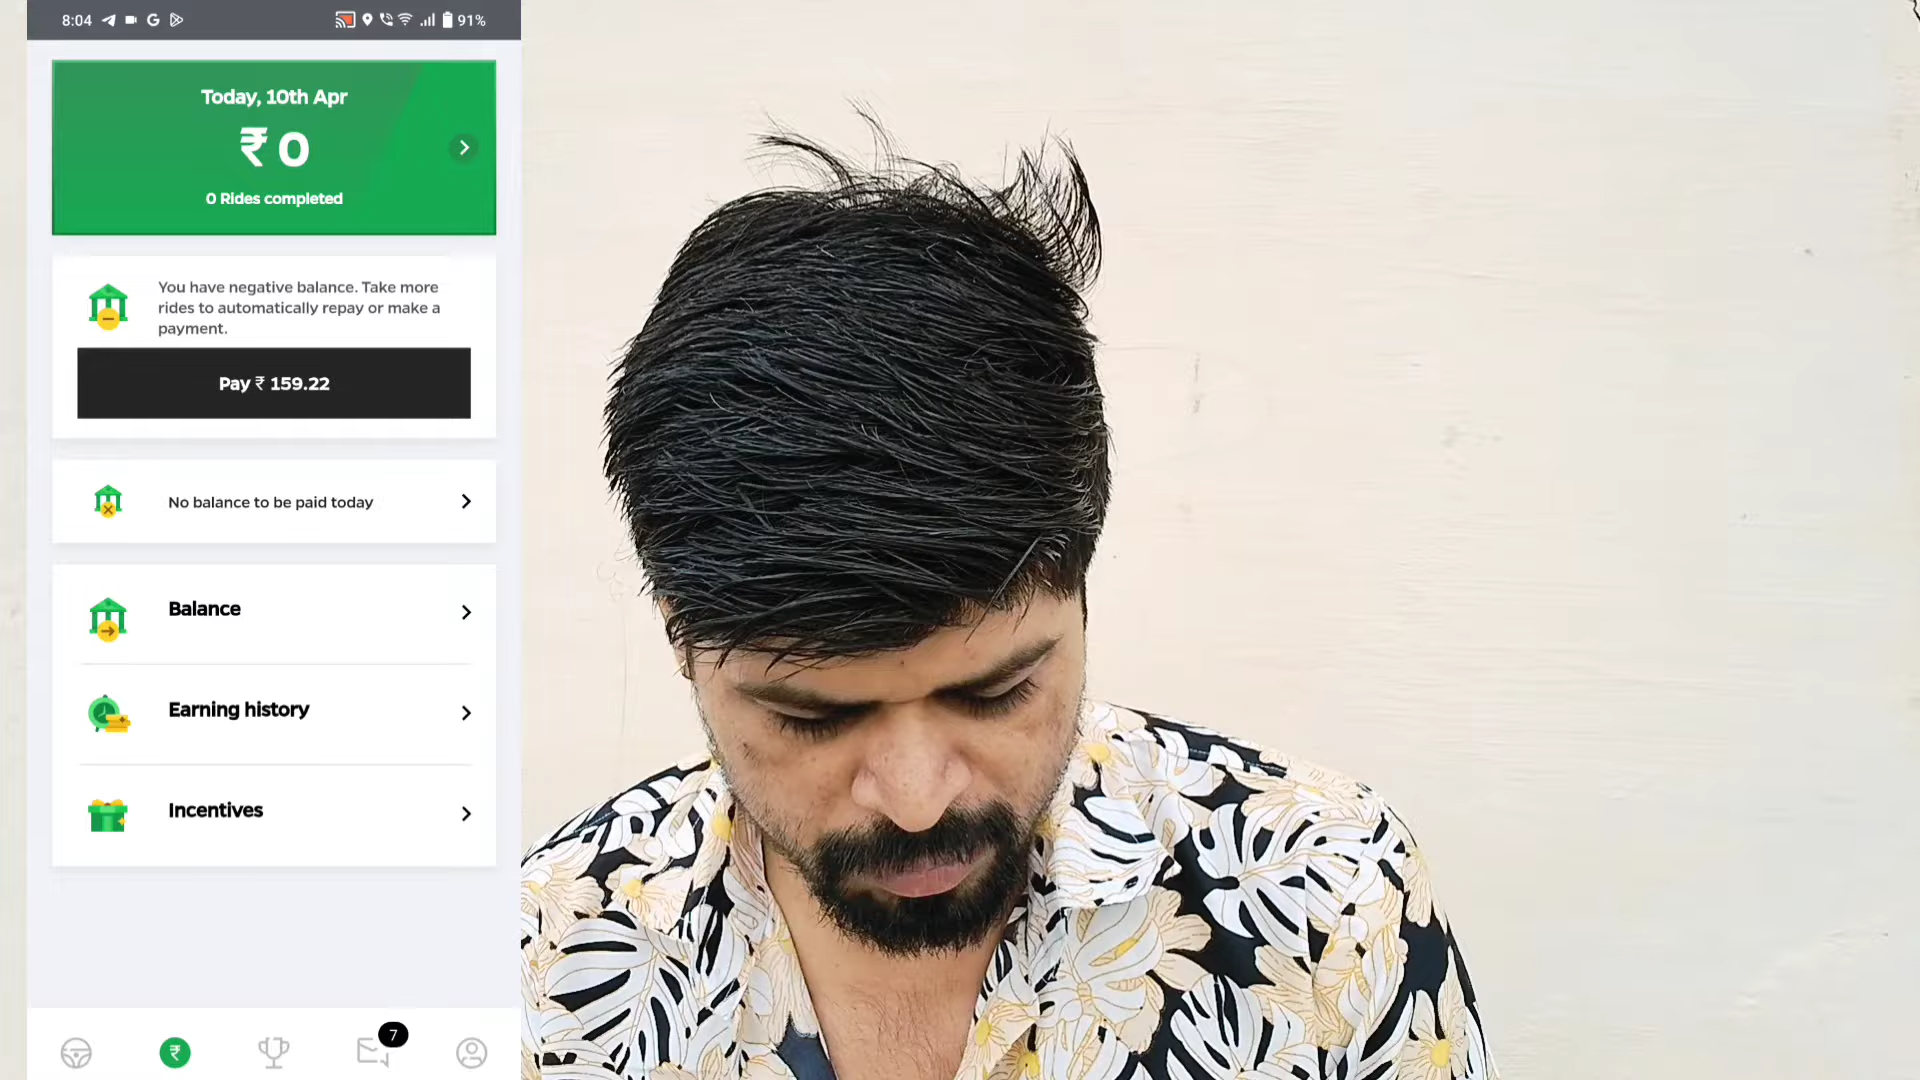 8:04
91%
Today, 10th Apr
₹ 0
0 Rides completed
You have negative balance. Take more
rides to automatically repay or make a
payment.
Pay ₹ 159.22
No balance to be paid today
Balance
Earning history
Incentives
₹
7